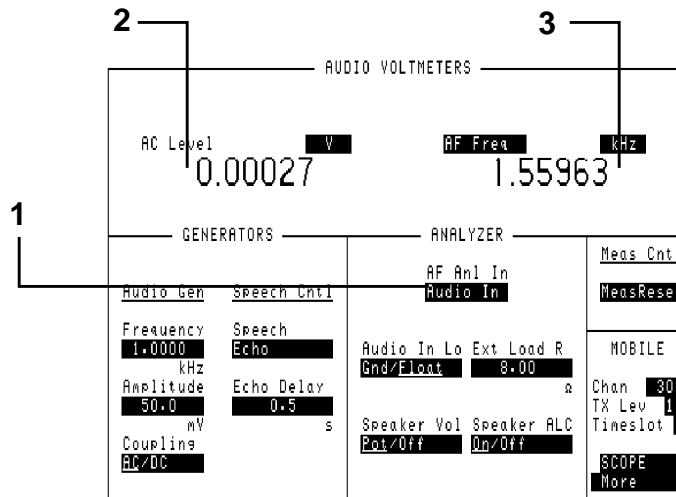 2
3
AUDIO VOLTMETERS
AC Level V AF Freq kHz
0.00027 1.55963
1
GENERATORS
Audio Gen Speech Cntl
Frequency Speech
1.0000 Echo
kHz
Amplitude Echo Delay
50.0 0.5
mV s
Coupling
AC/DC
ANALYZER
AF Anl In
Audio In
Audio In Lo Ext Load R
Gnd/Float 8.00
Ω
Speaker Vol Speaker ALC
Pot/Off On/Off
Meas Cnt
MeasRese
MOBILE
Chan 30
TX Lev 1
Timeslot
SCOPE
More